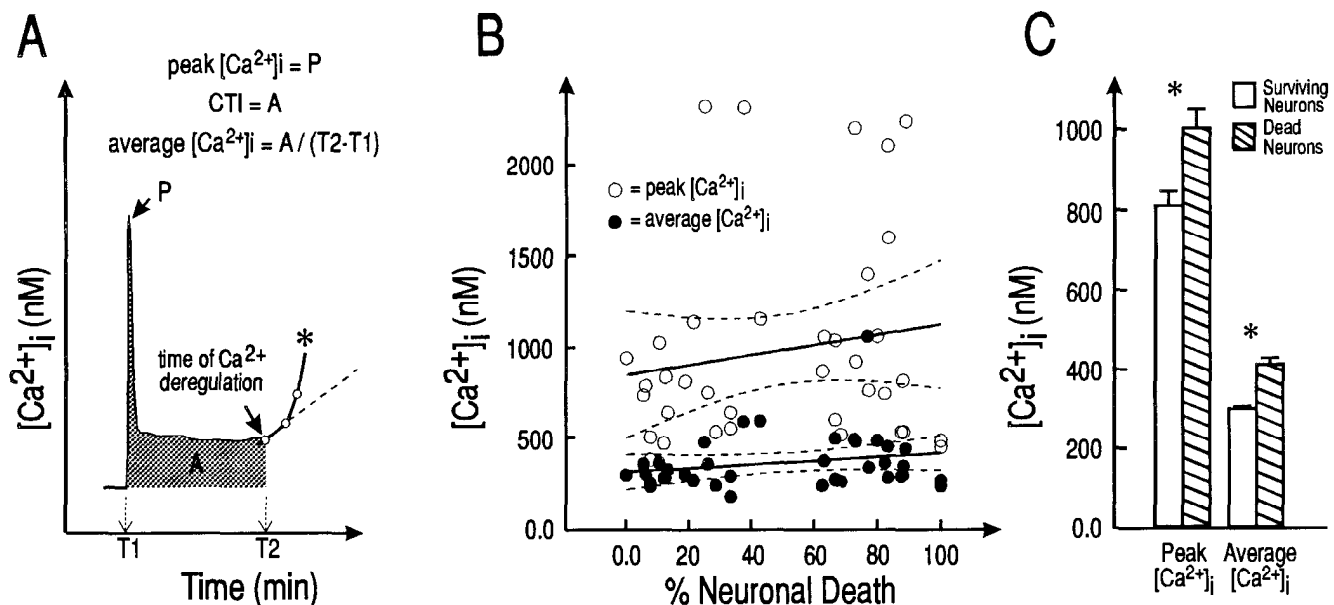 A
peak [Ca²⁺]i = P
CTI = A
average [Ca²⁺]i = A / (T2-T1)
P
*
time of Ca²⁺
deregulation
A
[Ca²⁺]i (nM)
T1
T2
Time (min)
B
2000
1500
1000
500
0.0
○ = peak [Ca²⁺]i
● = average [Ca²⁺]i
[Ca²⁺]i (nM)
0.0
20
40
60
80
100
% Neuronal Death
C
Surviving
Neurons
Dead
Neurons
*
*
1000
800
600
400
200
0.0
[Ca²⁺]i (nM)
Peak
[Ca²⁺]i
Average
[Ca²⁺]i